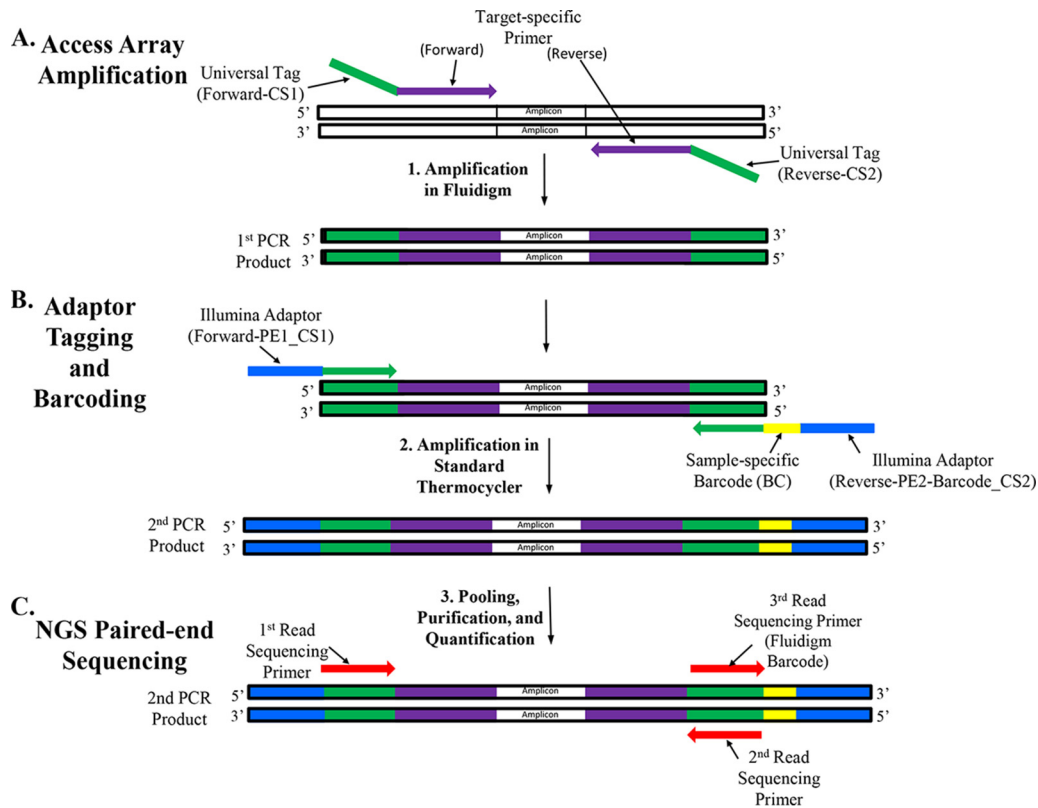 A. Access Array
Amplification
Target-specific
Primer
(Forward)
(Reverse)
Universal Tag
(Forward-CS1)
5’ Amplicon 3’
3’ Amplicon 5’
Universal Tag
(Reverse-CS2)
1. Amplification
in Fluidigm
1st PCR
Product
5’ Amplicon 3’
3’ Amplicon 5’
B. Adaptor
Tagging
and
Barcoding
Illumina Adaptor
(Forward-PE1_CS1)
5’ Amplicon 3’
3’ Amplicon 5’
2. Amplification in
Standard
Thermocycler
Sample-specific
Barcode (BC)
Illumina Adaptor
(Reverse-PE2-Barcode_CS2)
2nd PCR
Product
5’ Amplicon 3’
3’ Amplicon 5’
3. Pooling,
Purification, and
Quantification
C. NGS Paired-end
Sequencing
1st Read
Sequencing
Primer
3rd Read
Sequencing Primer
(Fluidigm
Barcode)
2nd PCR
Product
5’ Amplicon 3’
3’ Amplicon 5’
2nd Read
Sequencing
Primer